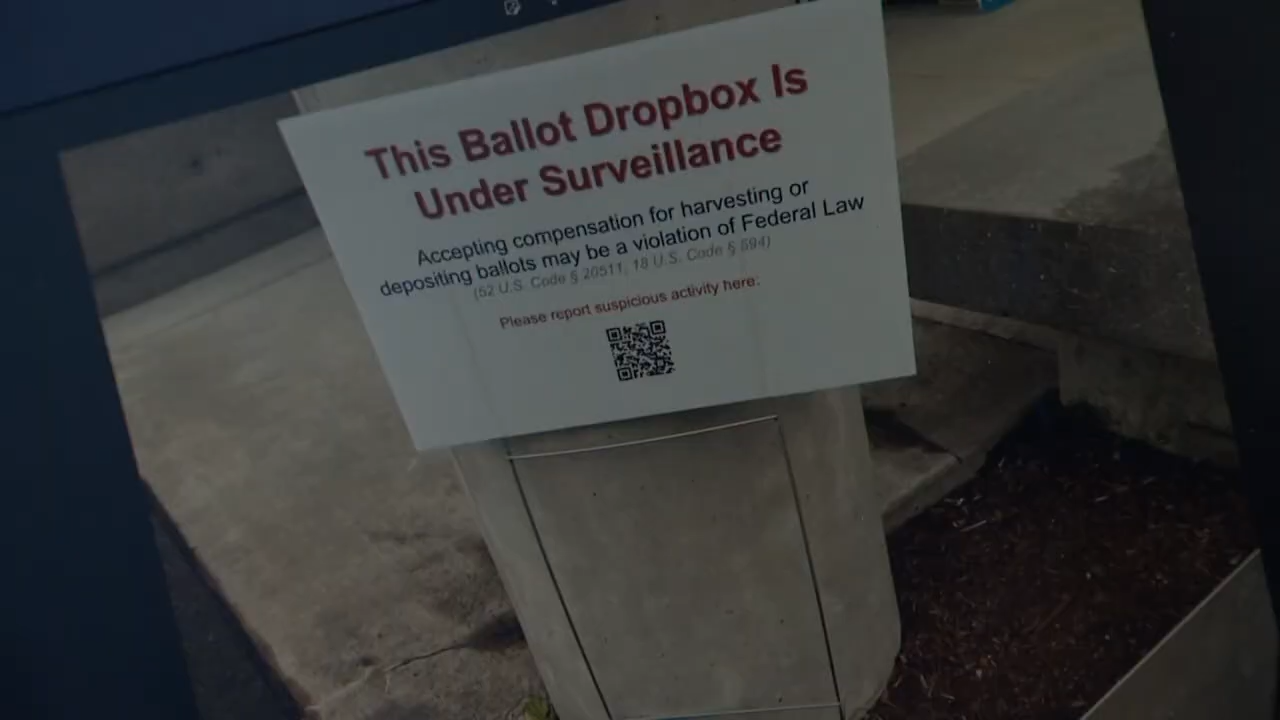 This Ballot Dropbox Is
Under Surveillance
Accepting compensation for harvesting or
depositing ballots may be a violation of Federal Law
(52 U.S. Code § 20511, 18 U.S. Code § 594)
Please report suspicious activity here: